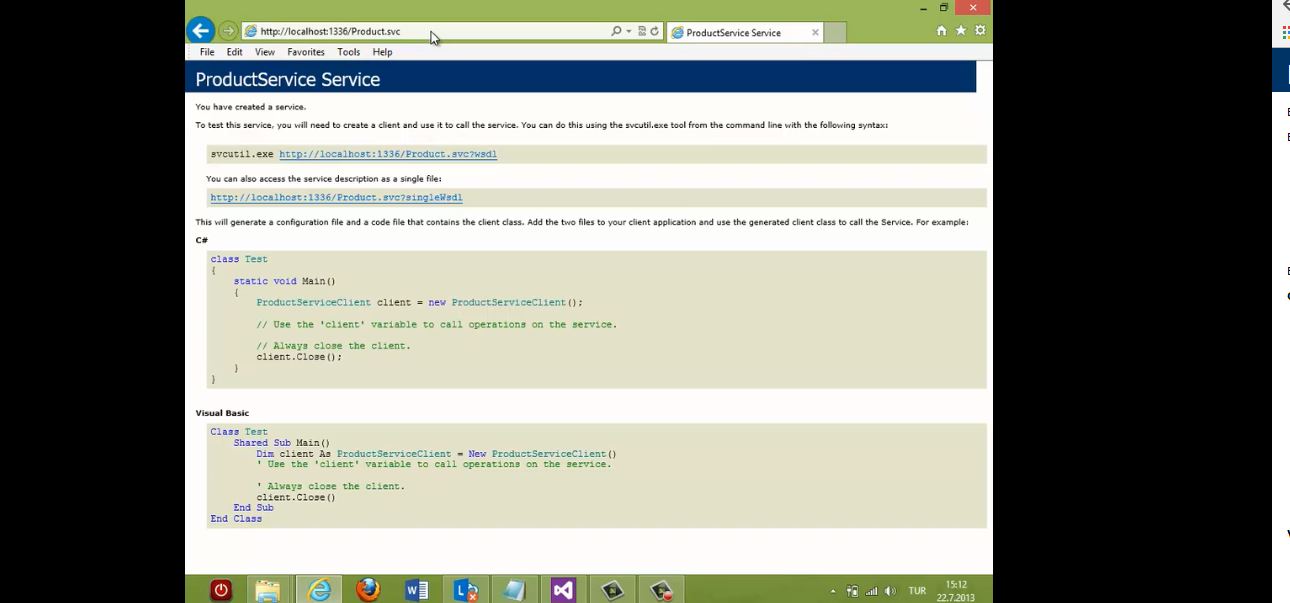 http://localhost:1336/Product.svc
ProductService Service
File Edit View Favorites Tools Help
ProductService Service
You have created a service.
To test this service, you will need to create a client and use it to call the service. You can do this using the svcutil.exe tool from the command line with the following syntax:
svcutil.exe http://localhost:1336/Product.svc?wsdl
You can also access the service description as a single file:
http://localhost:1336/Product.svc?singleWsdl
This will generate a configuration file and a code file that contains the client class. Add the two files to your client application and use the generated client class to call the Service. For example:
C#
class Test
{
static void Main()
{
ProductServiceClient client = new ProductServiceClient();
// Use the 'client' variable to call operations on the service.
// Always close the client.
client.Close();
}
}
Visual Basic
Class Test
Shared Sub Main()
Dim client As ProductServiceClient = New ProductServiceClient()
' Use the 'client' variable to call operations on the service.
' Always close the client.
client.Close()
End Sub
End Class
TUR
15:12
22.7.2013